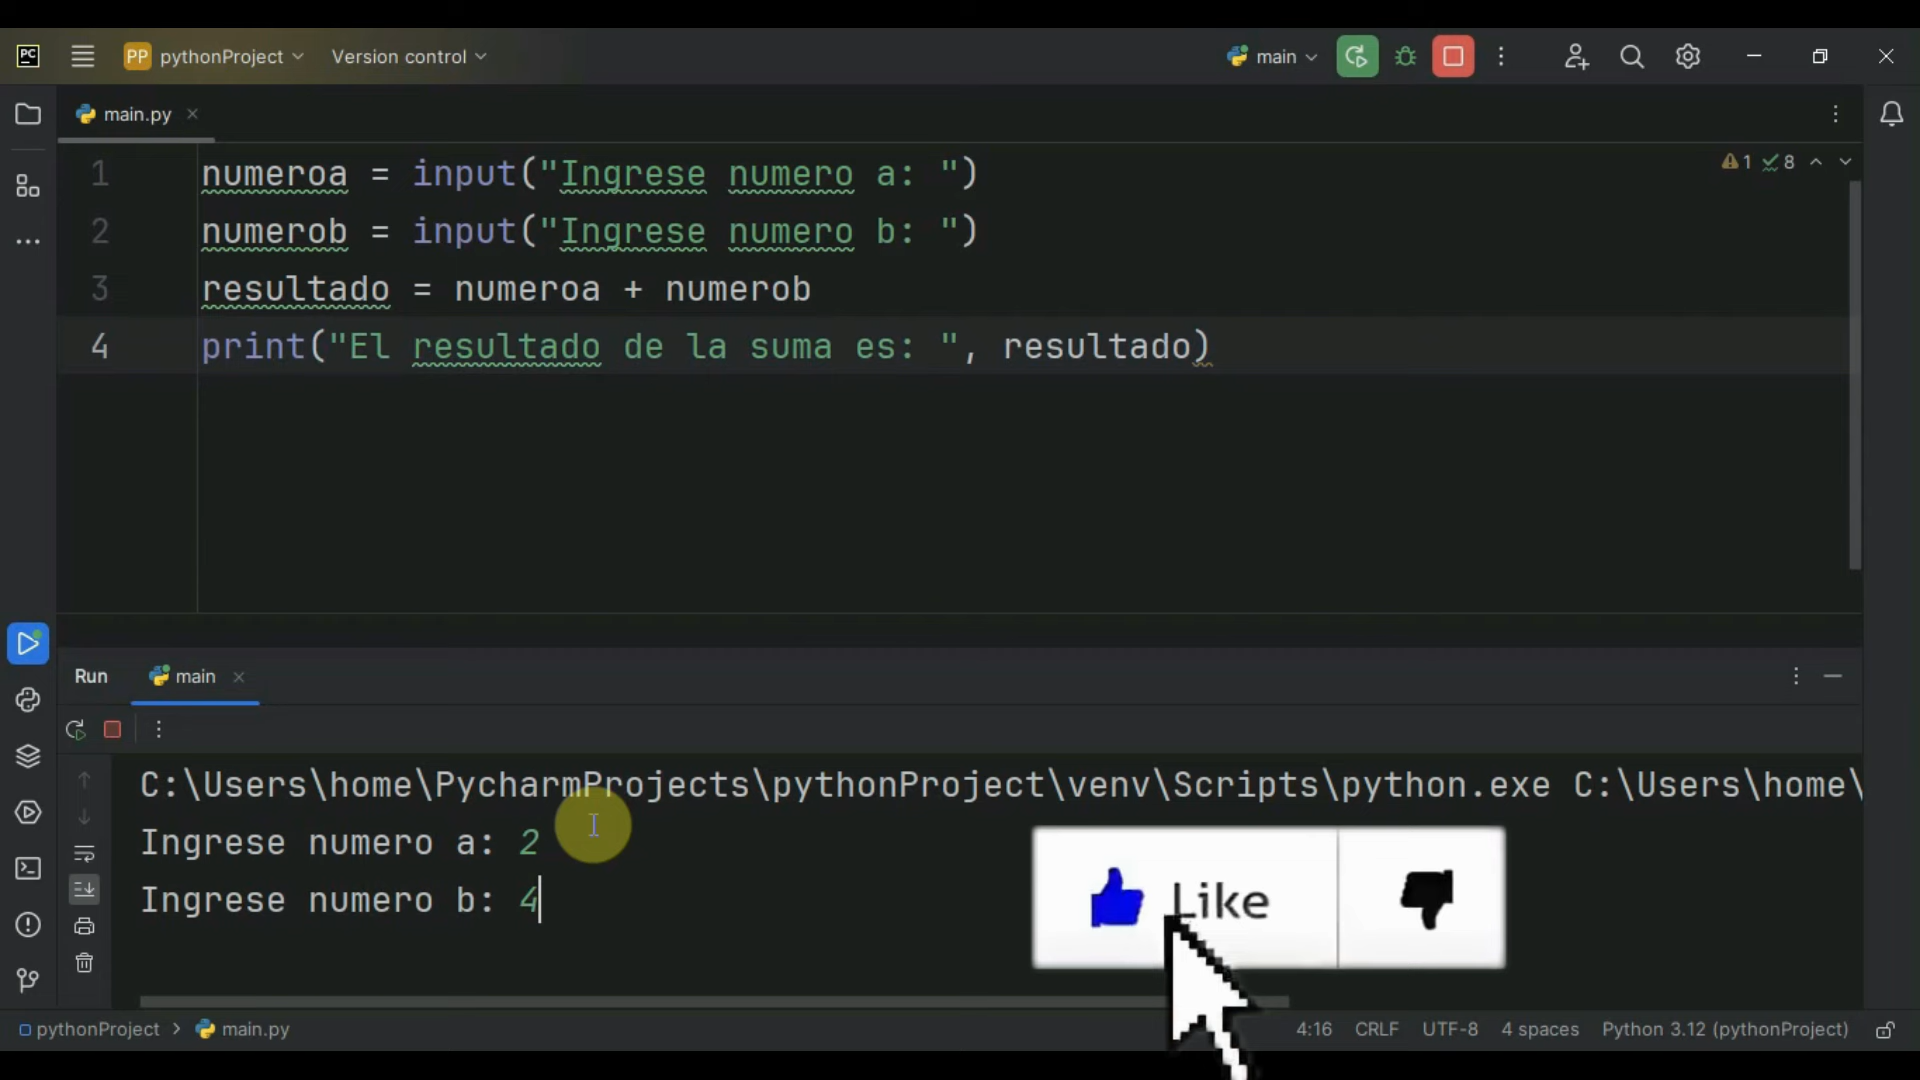 PC PP pythonProject Version control main
main.py
1 8
1 numeroa = input("Ingrese numero a: ")
2 numerob = input("Ingrese numero b: ")
3 resultado = numeroa + numerob
4 print("El resultado de la suma es: ", resultado)
Run main
C:\Users\home\PycharmProjects\pythonProject\venv\Scripts\python.exe C:\Users\home\
Ingrese numero a: 2
Ingrese numero b: 4
Like
pythonProject > main.py 4:16 CRLF UTF-8 4 spaces Python 3.12 (pythonProject)